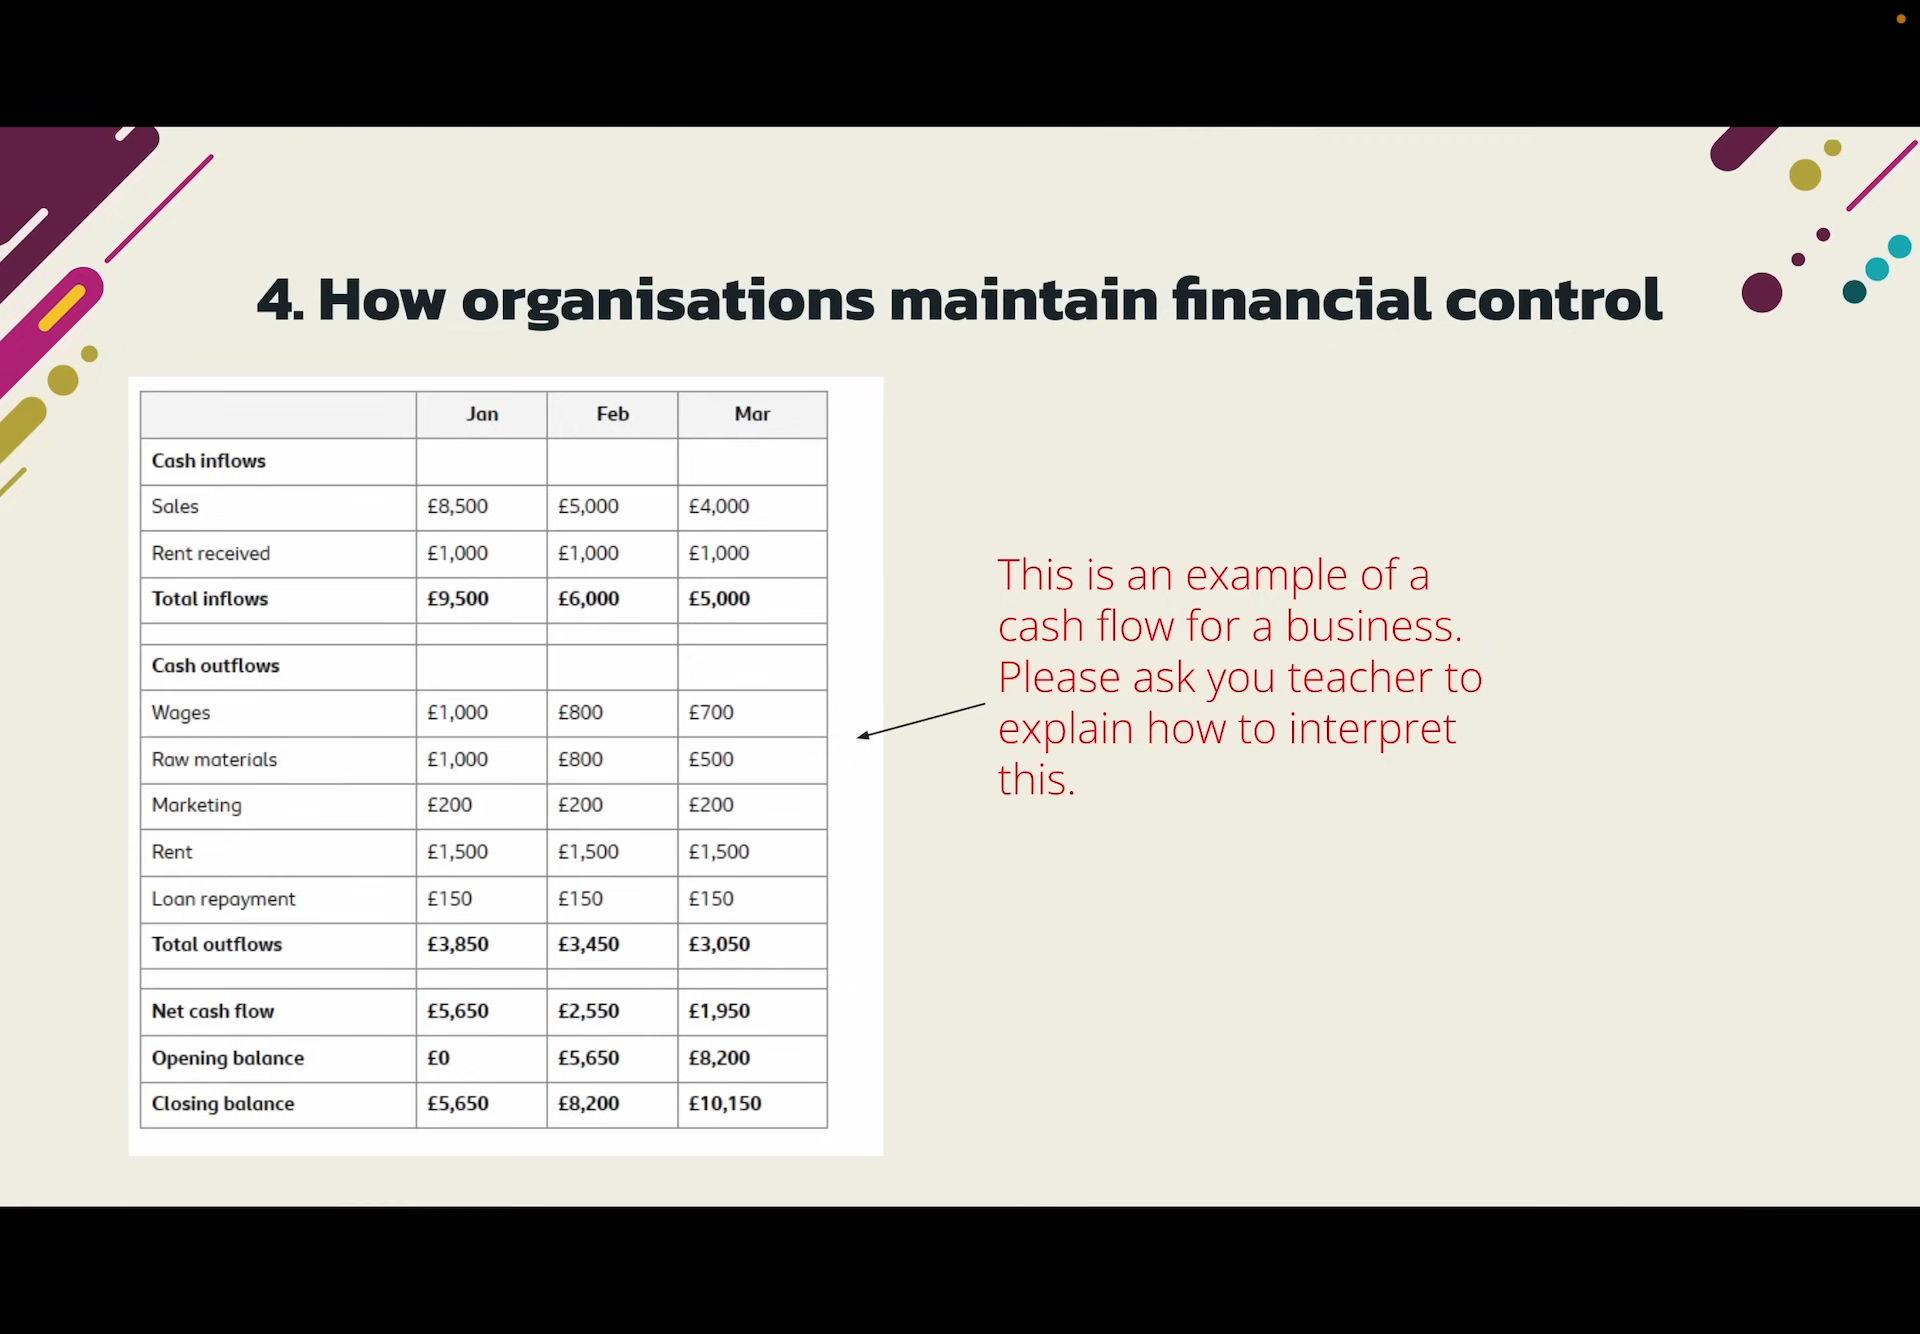 4. How organisations maintain financial control
Jan Feb Mar
Cash inflows
Sales £8,500 £5,000 £4,000
Rent received £1,000 £1,000 £1,000
Total inflows £9,500 £6,000 £5,000
Cash outflows
Wages £1,000 £800 £700
Raw materials £1,000 £800 £500
Marketing £200 £200 £200
Rent £1,500 £1,500 £1,500
Loan repayment £150 £150 £150
Total outflows £3,850 £3,450 £3,050
Net cash flow £5,650 £2,550 £1,950
Opening balance £0 £5,650 £8,200
Closing balance £5,650 £8,200 £10,150
This is an example of a
cash flow for a business.
Please ask you teacher to
explain how to interpret
this.